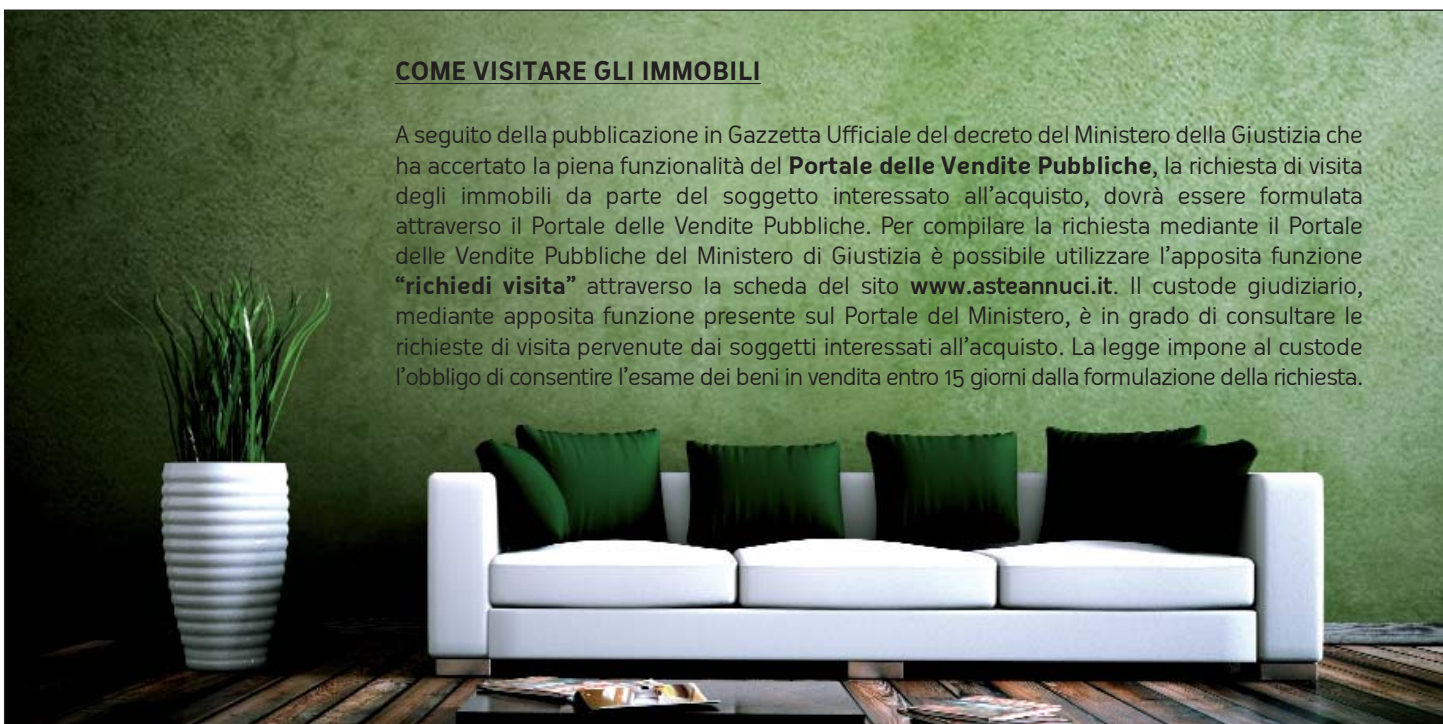 COME VISITARE GLI IMMOBILI
A seguito della pubblicazione in Gazzetta Ufficiale del decreto del Ministero della Giustizia che
ha accertato la piena funzionalità del Portale delle Vendite Pubbliche, la richiesta di visita
degli immobili da parte del soggetto interessato all’acquisto, dovrà essere formulata
attraverso il Portale delle Vendite Pubbliche. Per compilare la richiesta mediante il Portale
delle Vendite Pubbliche del Ministero di Giustizia è possibile utilizzare l’apposita funzione
“richiedi visita” attraverso la scheda del sito www.asteannuci.it. Il custode giudiziario,
mediante apposita funzione presente sul Portale del Ministero, è in grado di consultare le
richieste di visita pervenute dai soggetti interessati all’acquisto. La legge impone al custode
l’obbligo di consentire l’esame dei beni in vendita entro 15 giorni dalla formulazione della richiesta.